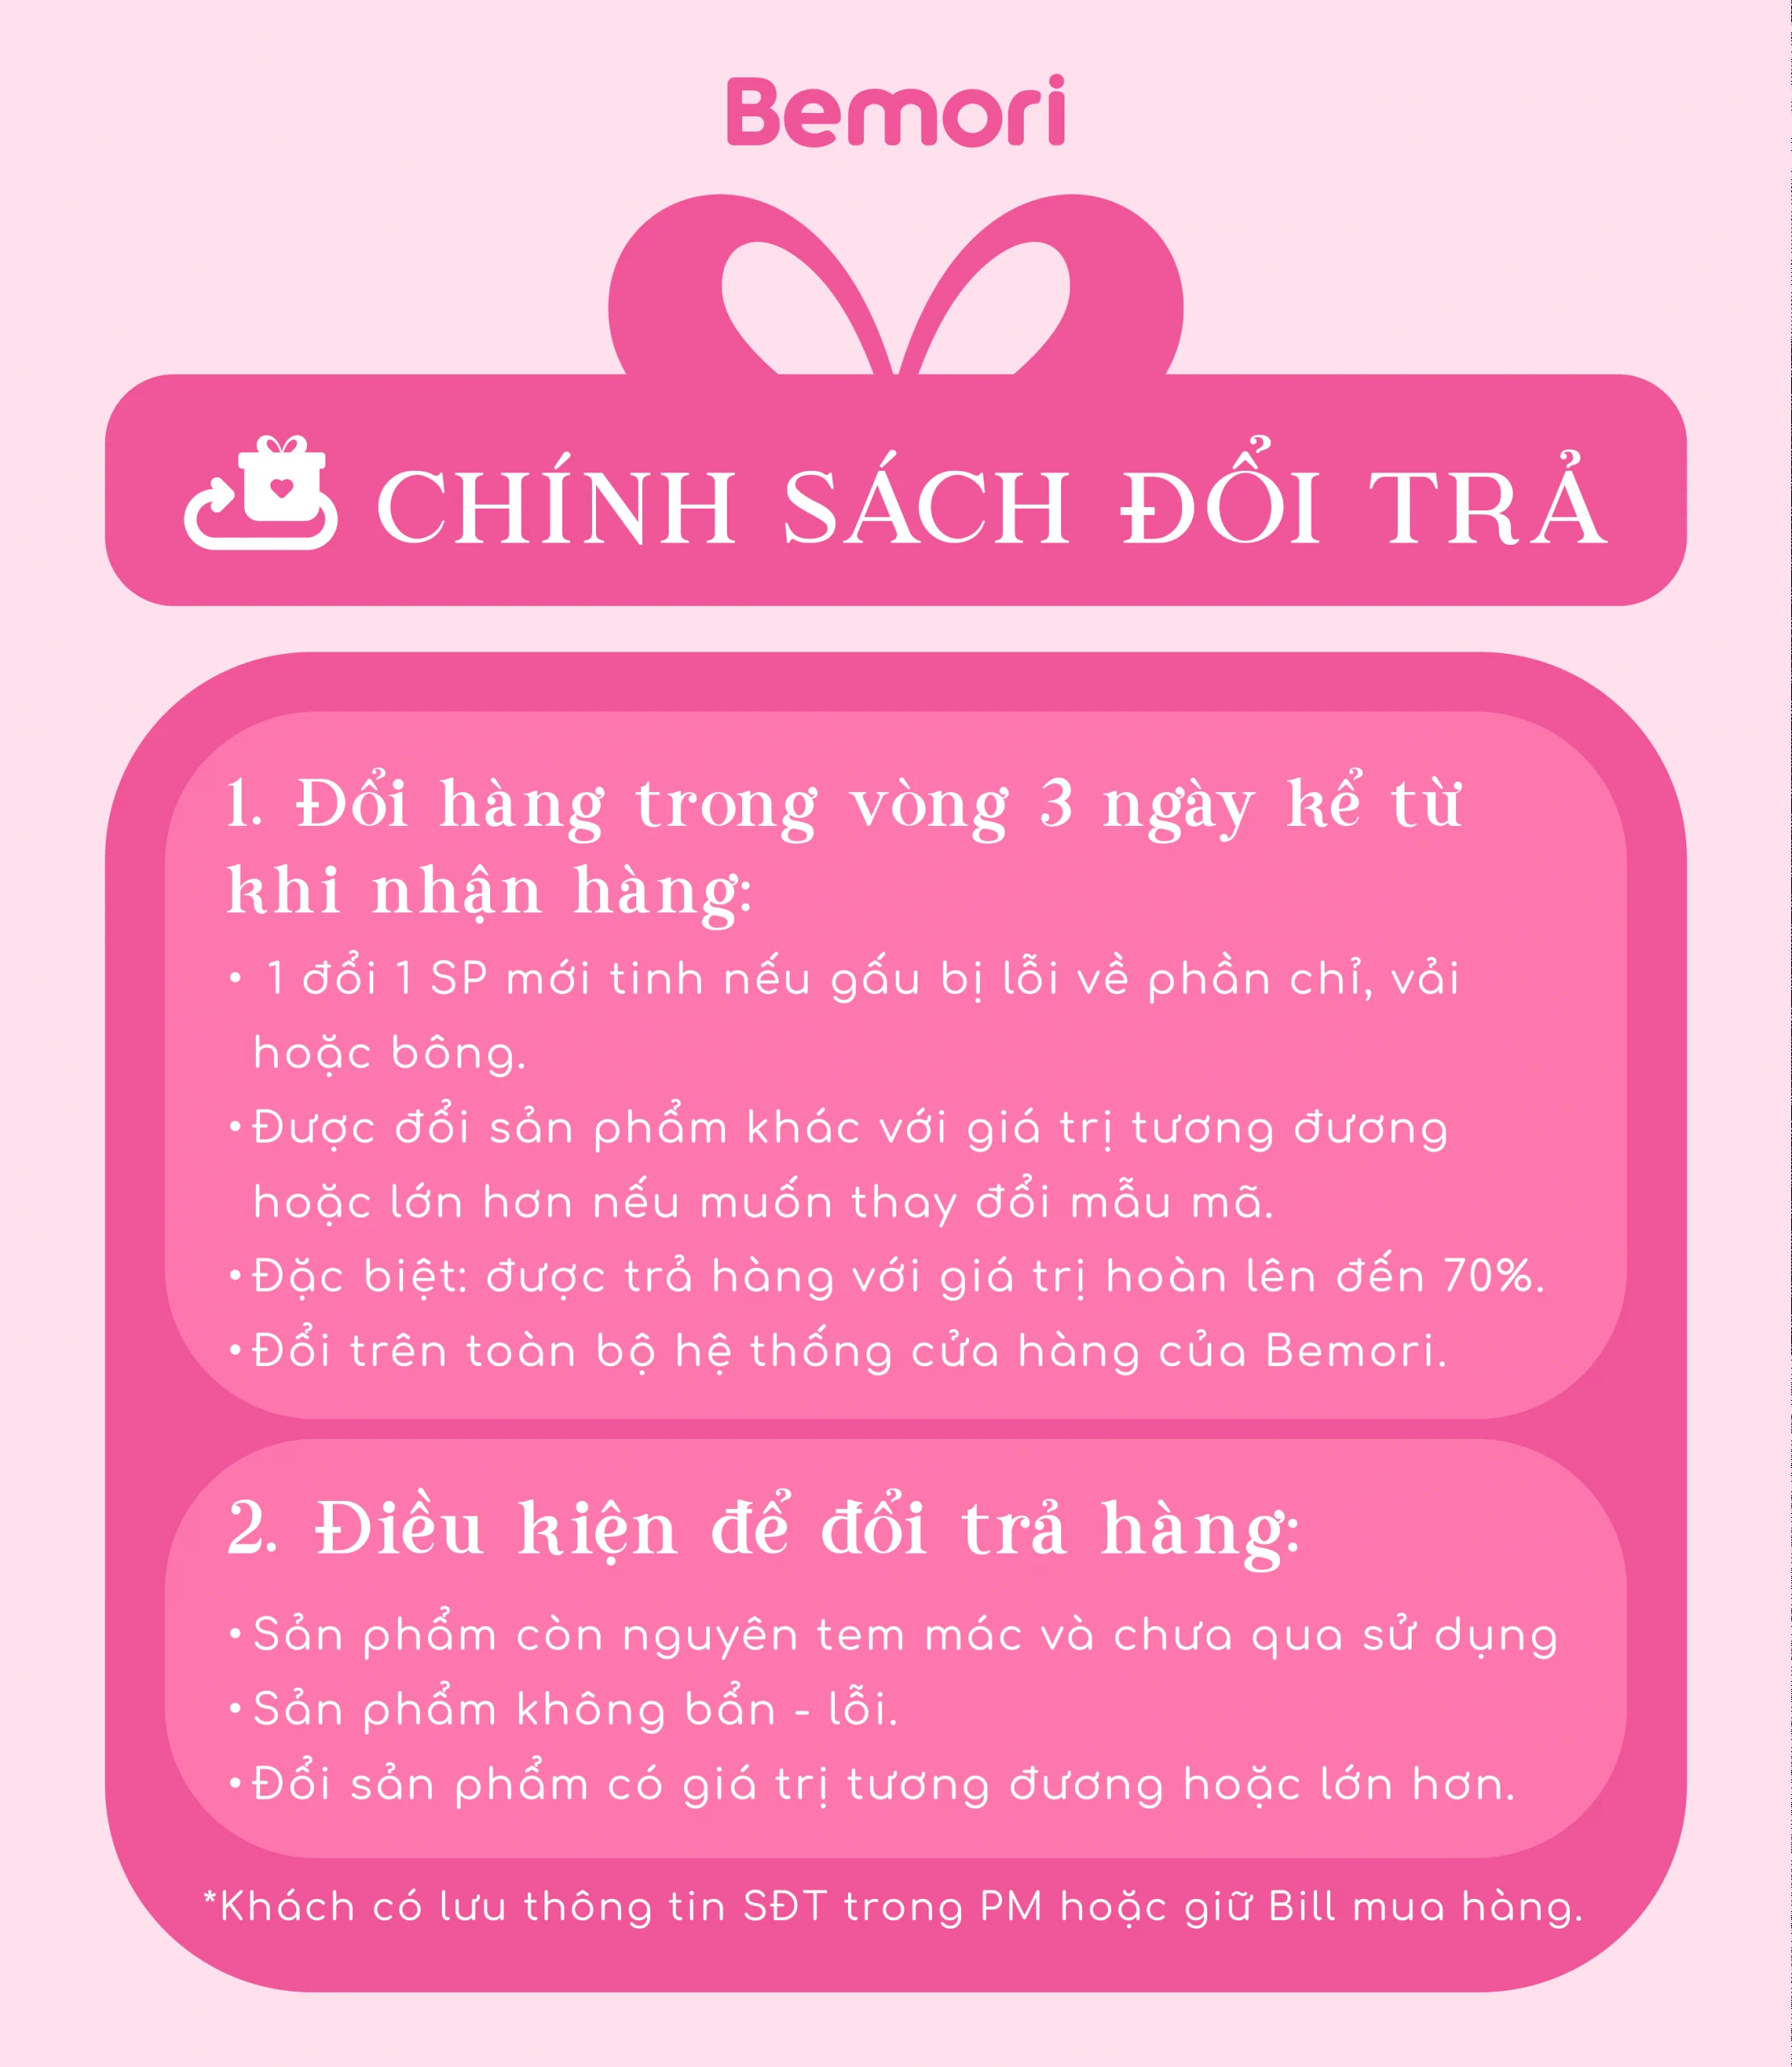 Bemori
CHÍNH SÁCH ĐỔI TRẢ
1. Đổi hàng trong vòng 3 ngày kể từ
khi nhận hàng:
• 1 đổi 1 SP mới tinh nếu gấu bị lỗi về phần chỉ, vải
hoặc bông.
• Được đổi sản phẩm khác với giá trị tương đương
hoặc lớn hơn nếu muốn thay đổi mẫu mã.
• Đặc biệt: được trả hàng với giá trị hoàn lên đến 70%.
• Đổi trên toàn bộ hệ thống cửa hàng của Bemori.
2. Điều kiện để đổi trả hàng:
• Sản phẩm còn nguyên tem mác và chưa qua sử dụng
• Sản phẩm không bẩn - lỗi.
• Đổi sản phẩm có giá trị tương đương hoặc lớn hơn.
*Khách có lưu thông tin SĐT trong PM hoặc giữ Bill mua hàng.